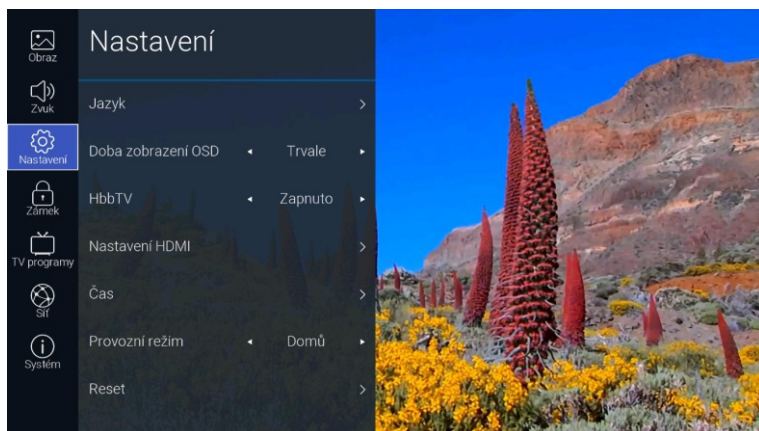 Obraz
Zvuk
Nastavení
Zámek
TV programy
Síť
Systém
Nastavení
Jazyk
Doba zobrazení OSD Trvale
HbbTV Zapnuto
Nastavení HDMI
Čas
Provozní režim Domů
Reset